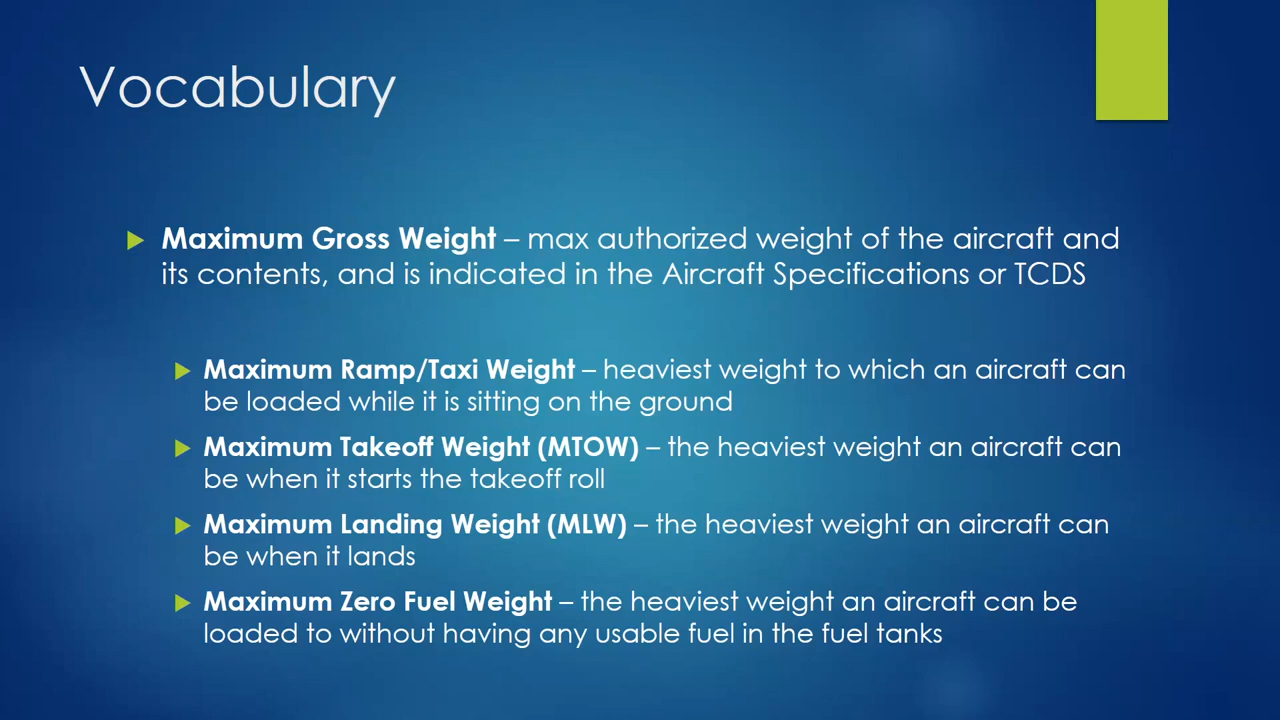 Vocabulary
Maximum Gross Weight – max authorized weight of the aircraft and
its contents, and is indicated in the Aircraft Specifications or TCDS
Maximum Ramp/Taxi Weight – heaviest weight to which an aircraft can
be loaded while it is sitting on the ground
Maximum Takeoff Weight (MTOW) – the heaviest weight an aircraft can
be when it starts the takeoff roll
Maximum Landing Weight (MLW) – the heaviest weight an aircraft can
be when it lands
Maximum Zero Fuel Weight – the heaviest weight an aircraft can be
loaded to without having any usable fuel in the fuel tanks